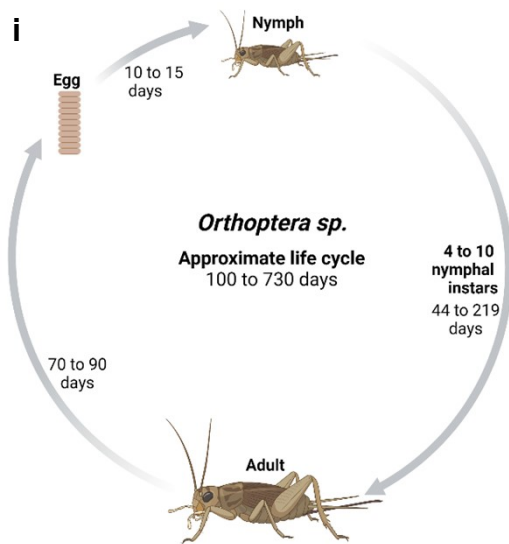 i
Nymph
10 to 15
days
Egg
Orthoptera sp.
Approximate life cycle
100 to 730 days
4 to 10
nymphal
instars
44 to 219
days
70 to 90
days
Adult